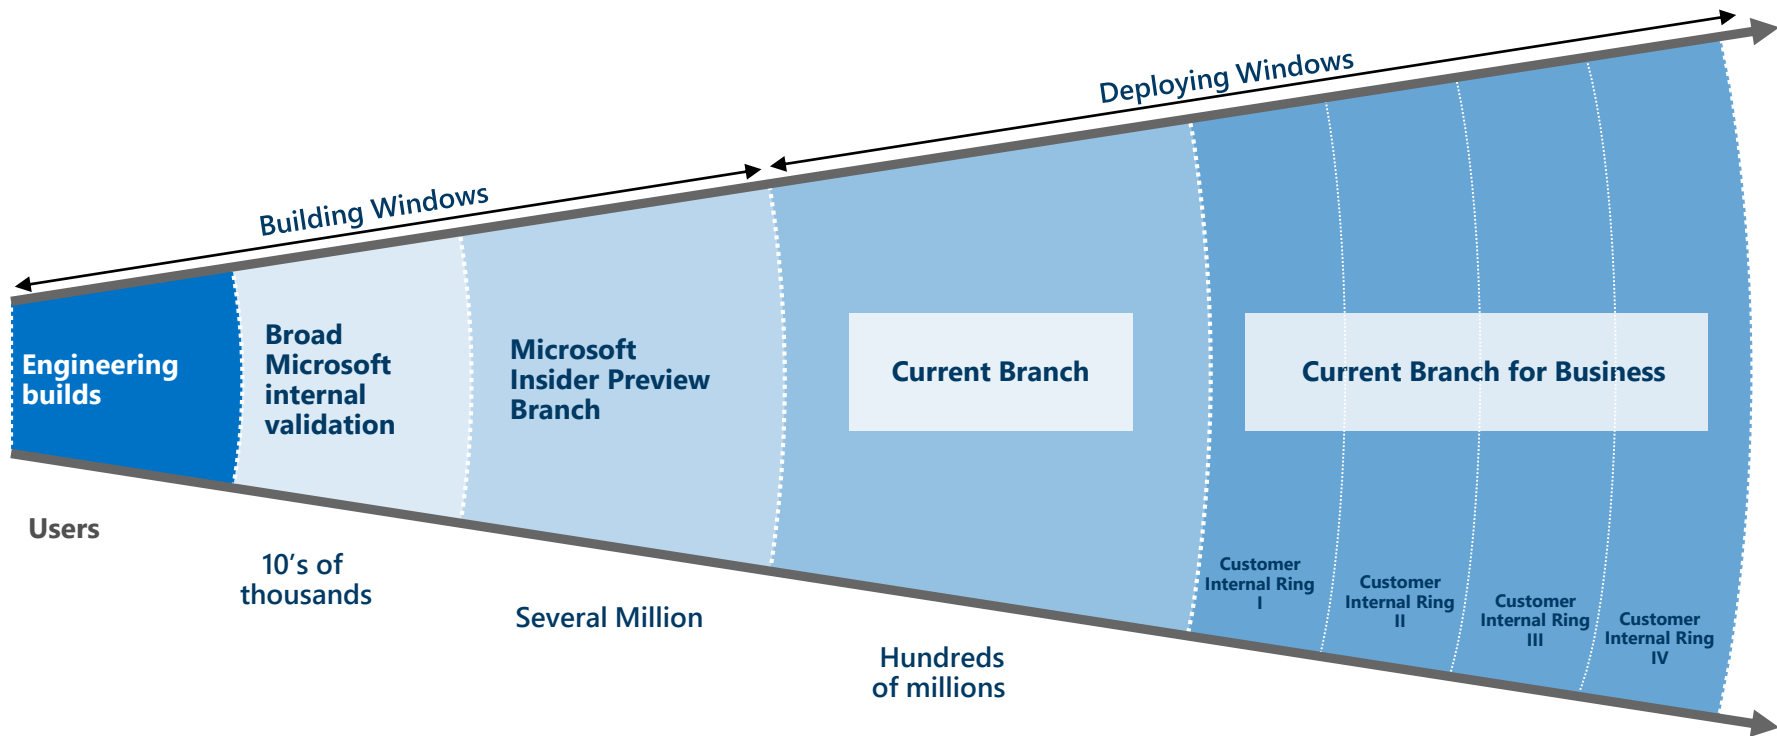 Deploying Windows
Building Windows
Engineering
builds
Broad
Microsoft
internal
validation
Microsoft
Insider Preview
Branch
Current Branch
Current Branch for Business
Users
10's of
thousands
Several Million
Hundreds
of millions
Customer
Internal Ring
I
Customer
Internal Ring
II
Customer
Internal Ring
III
Customer
Internal Ring
IV